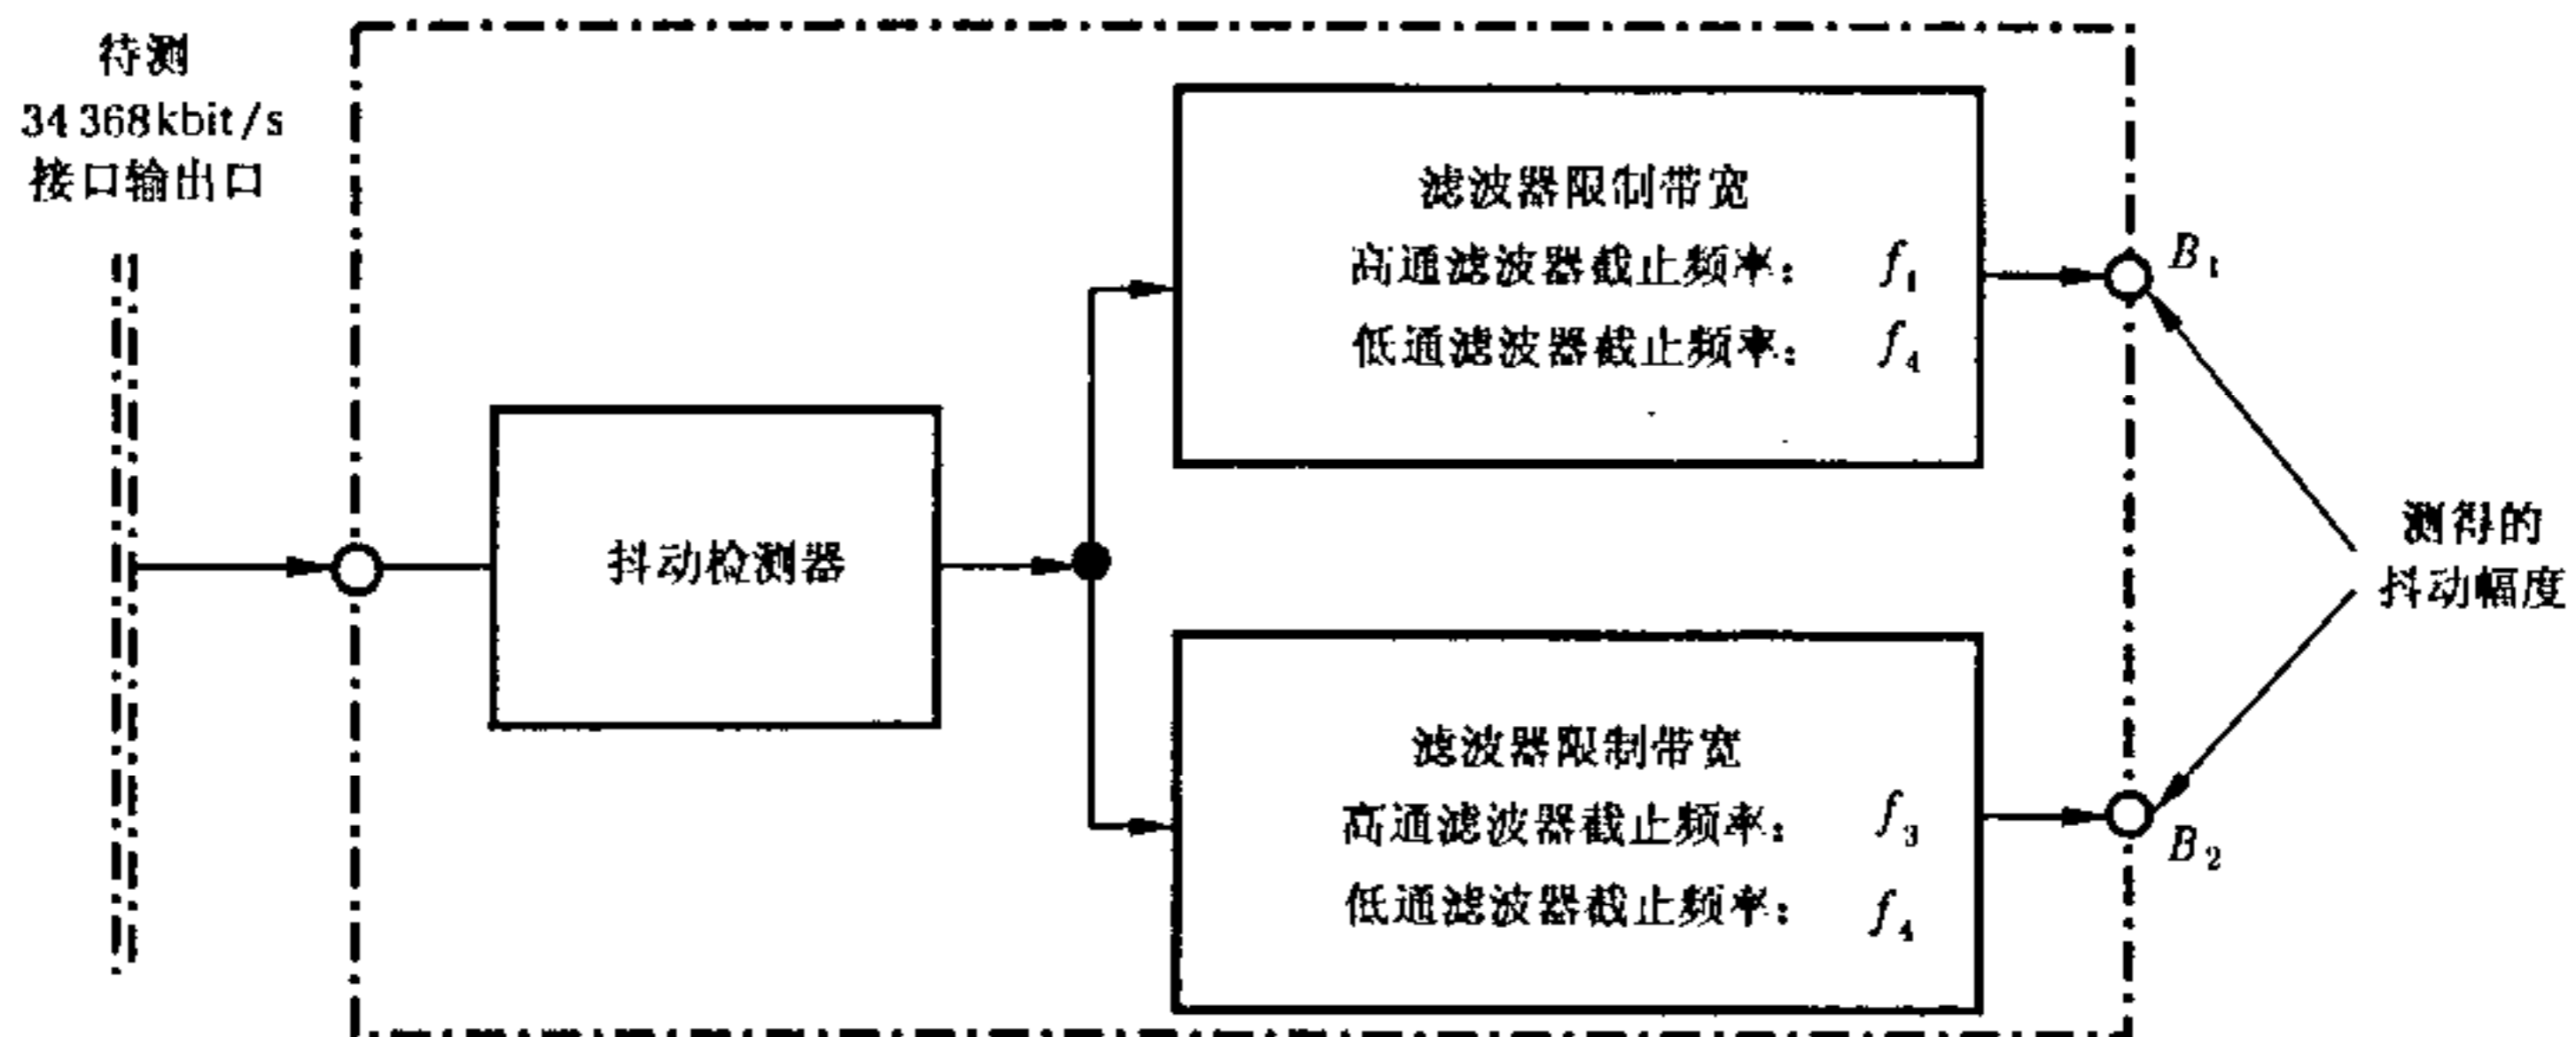 待测
34 368kbit/s
接口输出口
抖动检测器
滤波器限制带宽
高通滤波器截止频率: f₁
低通滤波器截止频率: f₄
滤波器限制带宽
高通滤波器截止频率: f₃
低通滤波器截止频率: f₄
B₁
B₂
测得的
抖动幅度